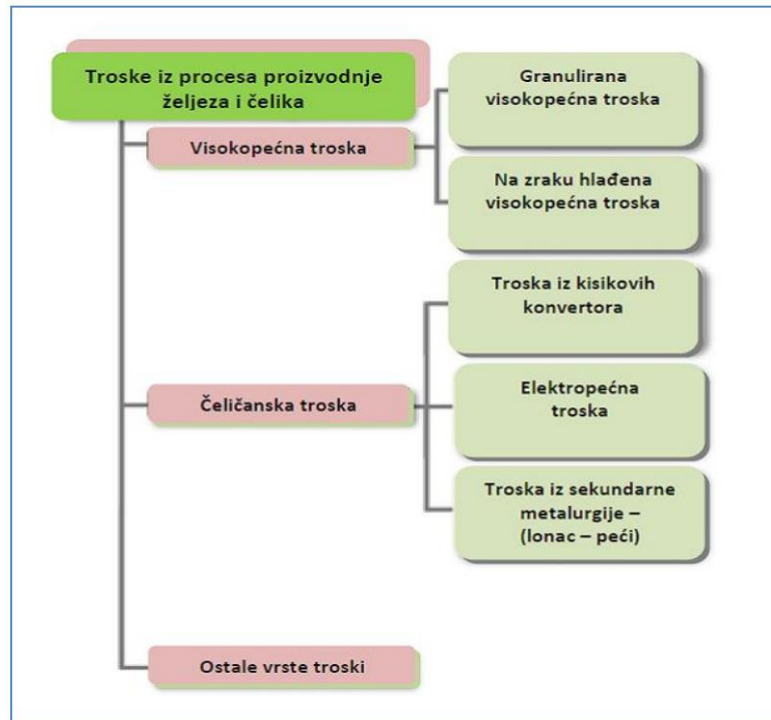 Troske iz procesa proizvodnje
željeza i čelika
Visokopećna troska
Granulirana
visokopećna troska
Na zraku hlađena
visokopećna troska
Čeličanska troska
Troska iz kisikovih
konvertora
Elektropećna
troska
Troska iz sekundarne
metalurgije –
(lonac – peći)
Ostale vrste troski